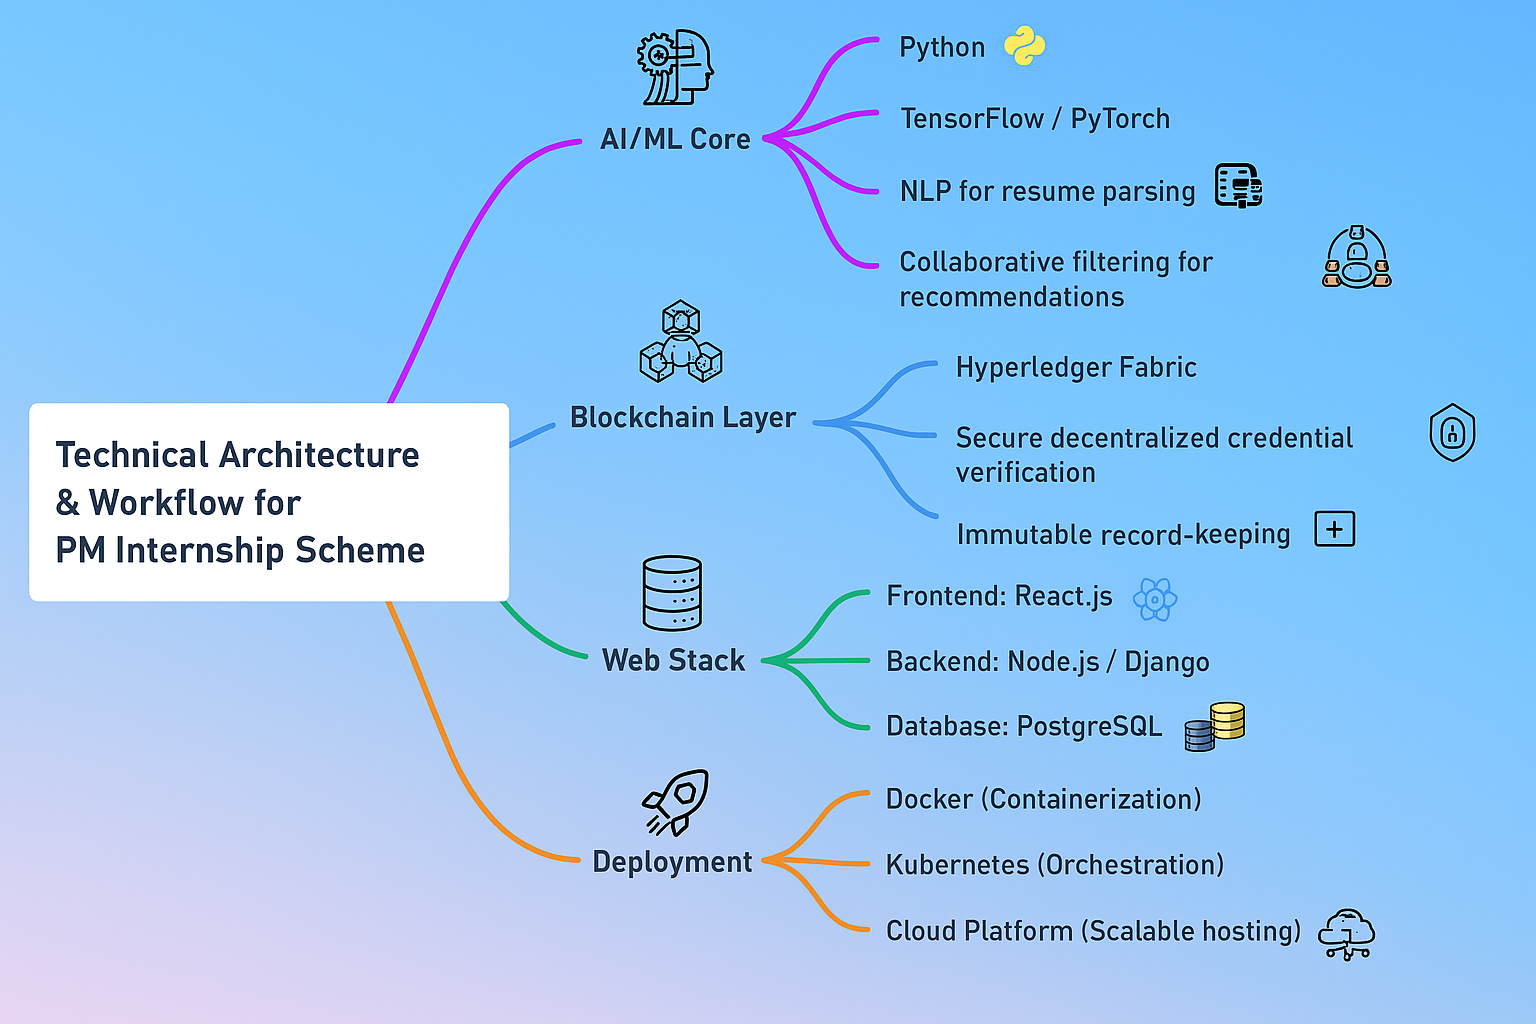 Technical Architecture
& Workflow for
PM Internship Scheme
AI/ML Core
Python
TensorFlow / PyTorch
NLP for resume parsing
Collaborative filtering for
recommendations
Blockchain Layer
Hyperledger Fabric
Secure decentralized credential
verification
Immutable record-keeping
Web Stack
Frontend: React.js
Backend: Node.js / Django
Database: PostgreSQL
Deployment
Docker (Containerization)
Kubernetes (Orchestration)
Cloud Platform (Scalable hosting)